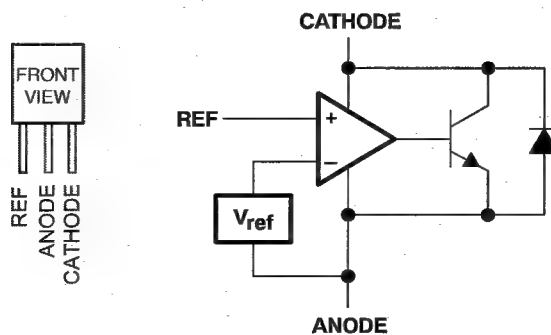 FRONT
VIEW
REF
ANODE
CATHODE
CATHODE
REF
+
−
Vref
ANODE